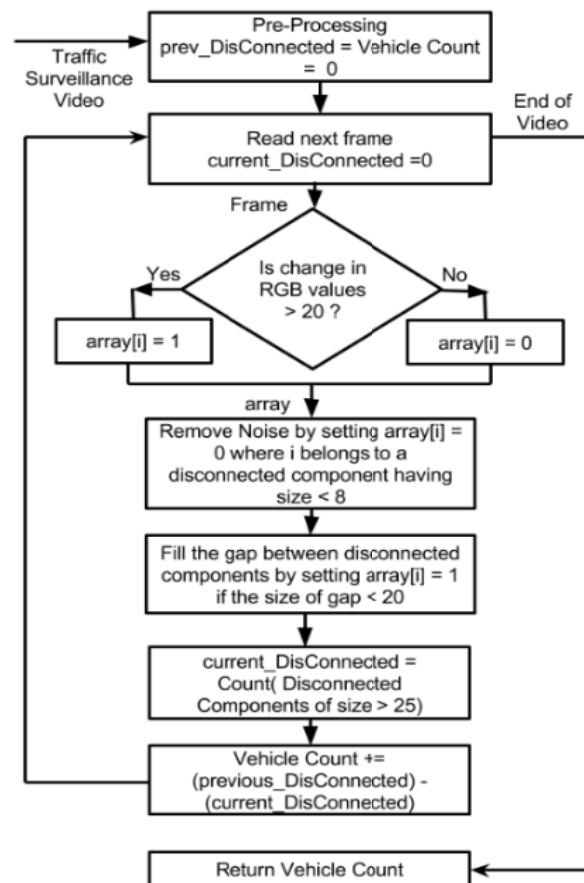 Pre-Processing
prev_DisConnected = Vehicle Count
= 0
Traffic
Surveillance
Video
End of
Video
Read next frame
current_DisConnected =0
Frame
Is change in
RGB values
> 20 ?
Yes
No
array[i] = 1
array[i] = 0
array
Remove Noise by setting array[i] =
0 where i belongs to a
disconnected component having
size < 8
Fill the gap between disconnected
components by setting array[i] = 1
if the size of gap < 20
current_DisConnected =
Count( Disconnected
Components of size > 25)
Vehicle Count +=
(previous_DisConnected) -
(current_DisConnected)
Return Vehicle Count